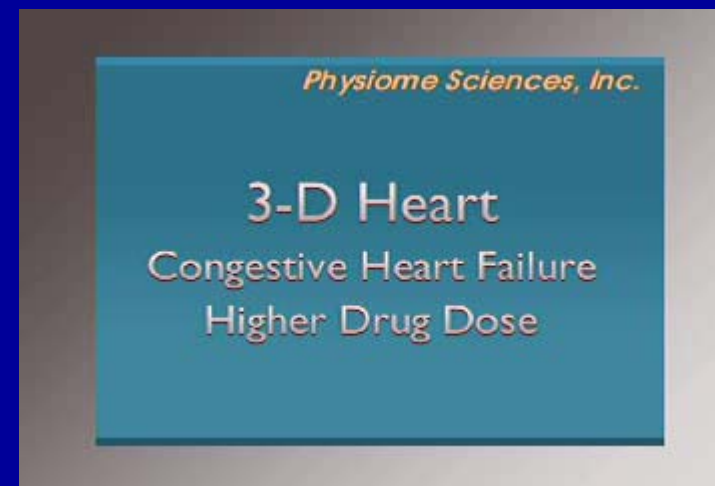 Physiome Sciences, Inc.
3-D Heart
Congestive Heart Failure
Higher Drug Dose